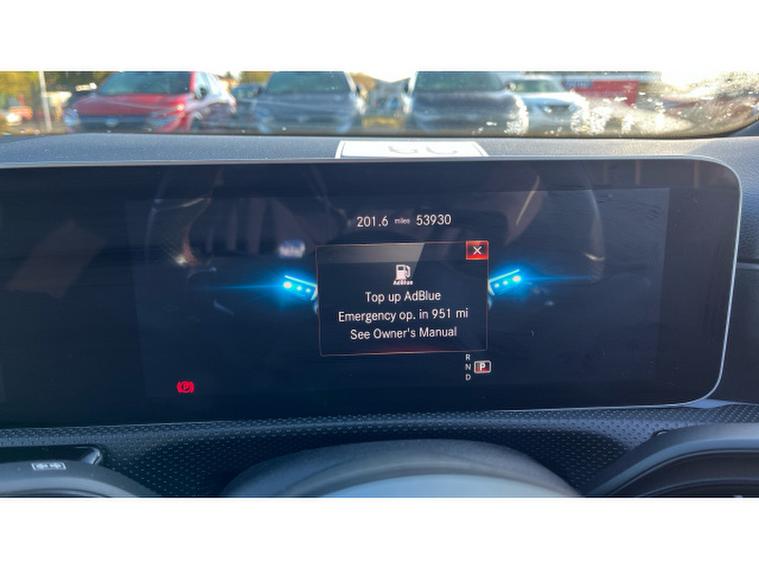 201.6 miles 53930
AdBlue
Top up AdBlue
Emergency op. in 951 mi
See Owner's Manual
R
N P
D
P